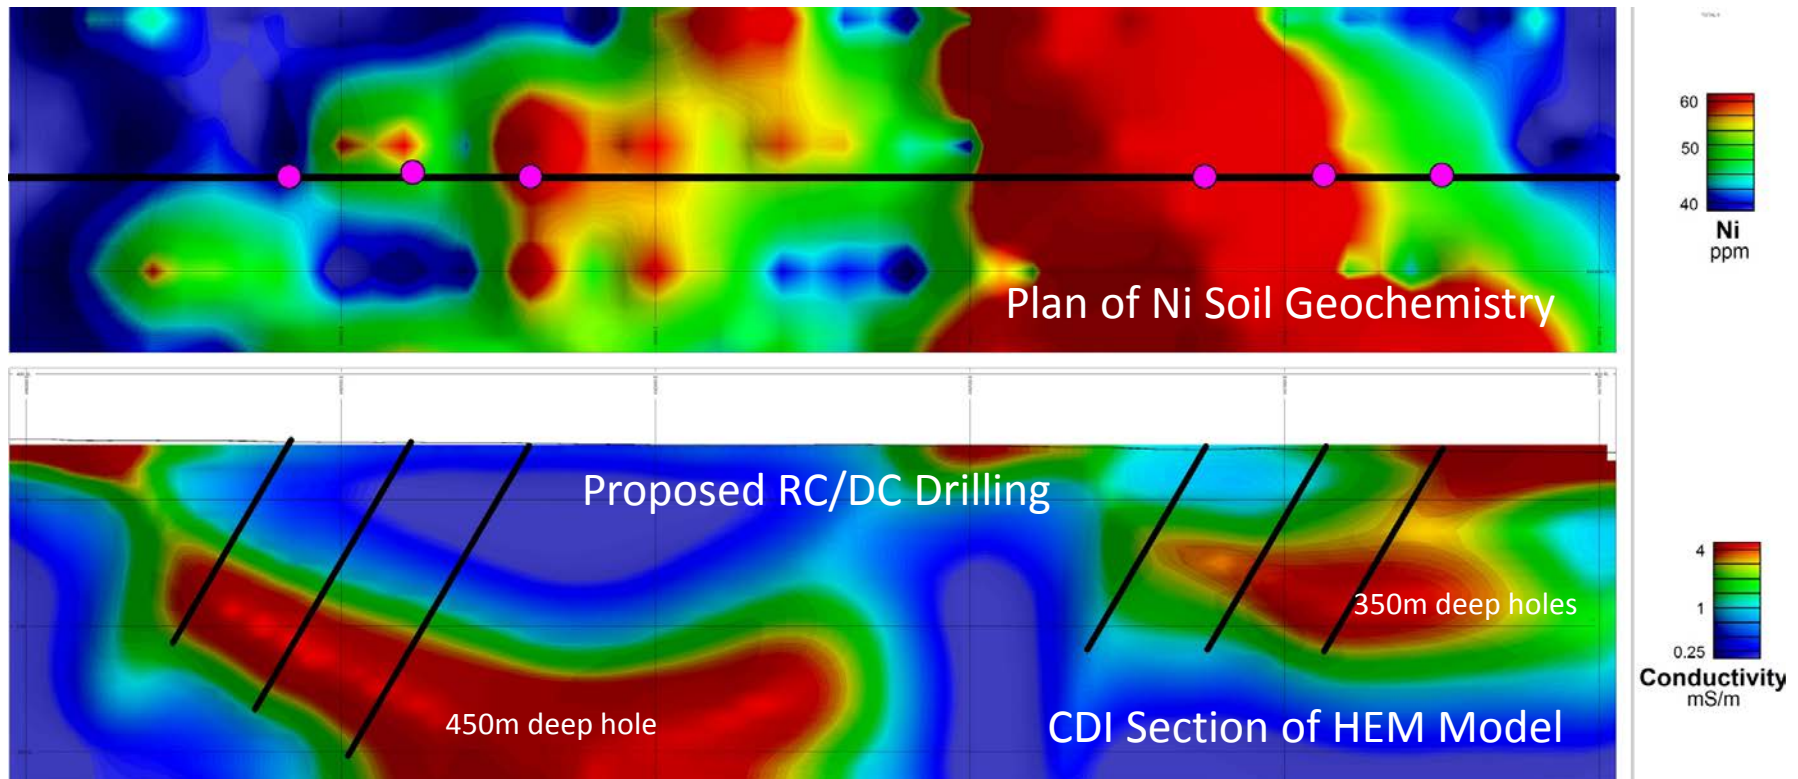 60
50
40
Ni
ppm
Plan of Ni Soil Geochemistry
Proposed RC/DC Drilling
350m deep holes
450m deep hole
CDI Section of HEM Model
4
1
0.25
Conductivity
mS/m